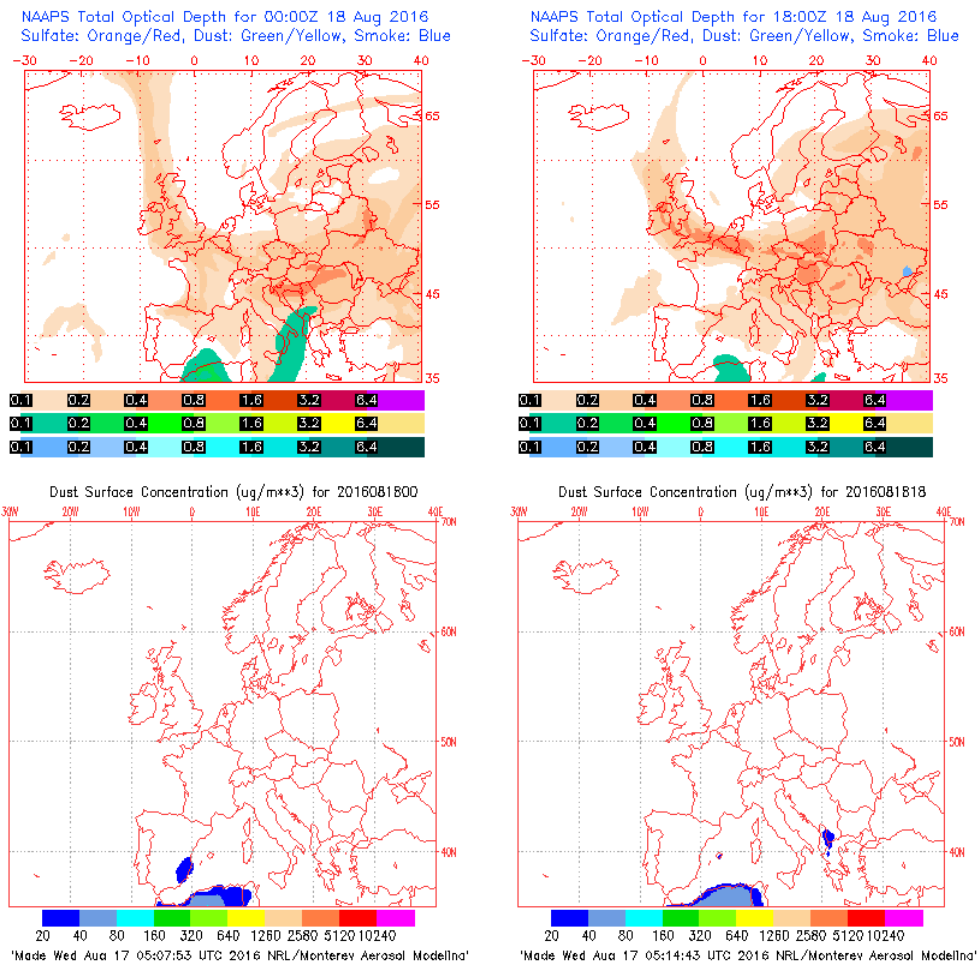 NAAPS Total Optical Depth for 00:00Z 18 Aug 2016
Sulfate: Orange/Red, Dust: Green/Yellow, Smoke: Blue
-30 -20 -10 0 10 20 30 40
65
55
45
35
0.1 0.2 0.4 0.8 1.6 3.2 6.4
0.1 0.2 0.4 0.8 1.6 3.2 6.4
0.1 0.2 0.4 0.8 1.6 3.2 6.4
NAAPS Total Optical Depth for 18:00Z 18 Aug 2016
Sulfate: Orange/Red, Dust: Green/Yellow, Smoke: Blue
-30 -20 -10 0 10 20 30 40
65
55
45
35
0.1 0.2 0.4 0.8 1.6 3.2 6.4
0.1 0.2 0.4 0.8 1.6 3.2 6.4
0.1 0.2 0.4 0.8 1.6 3.2 6.4
Dust Surface Concentration (ug/m**3) for 2016081800
30W 20W 10W 0 10E 20E 30E 40E
70N
60N
50N
40N
20 40 80 160 320 640 1260 2580 5120 10240
'Made Wed Aug 17 05:07:53 UTC 2016 NRL/Monterey Aerosol Modeling'
Dust Surface Concentration (ug/m**3) for 2016081818
30W 20W 10W 0 10E 20E 30E 40E
70N
60N
50N
40N
20 40 80 160 320 640 1260 2580 5120 10240
'Made Wed Aug 17 05:14:43 UTC 2016 NRL/Monterey Aerosol Modeling'